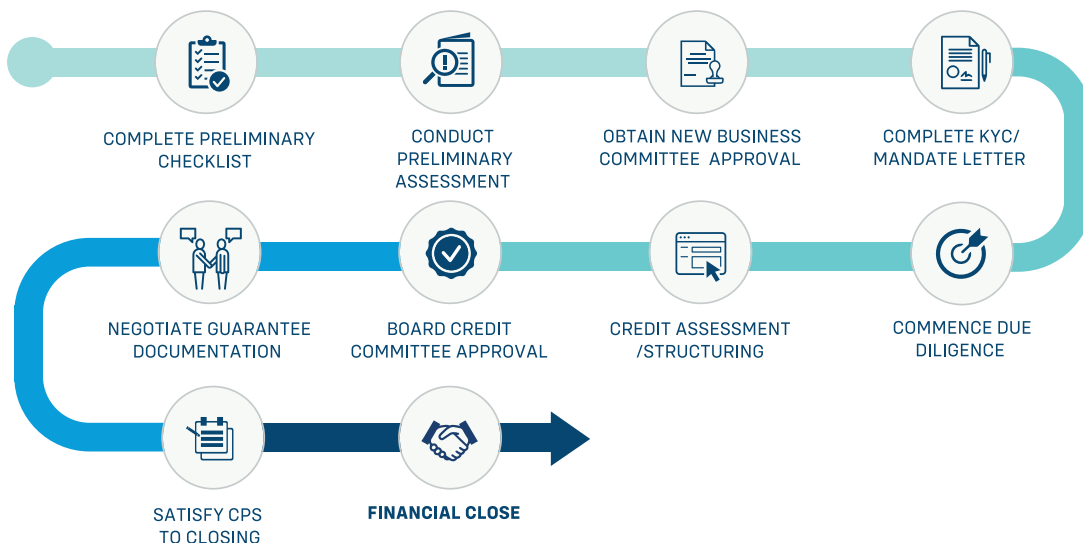 COMPLETE PRELIMINARY
CHECKLIST
CONDUCT
PRELIMINARY
ASSESSMENT
OBTAIN NEW BUSINESS
COMMITTEE APPROVAL
COMPLETE KYC/
MANDATE LETTER
COMMENCE DUE
DILIGENCE
CREDIT ASSESSMENT
/STRUCTURING
BOARD CREDIT
COMMITTEE APPROVAL
NEGOTIATE GUARANTEE
DOCUMENTATION
SATISFY CPS
TO CLOSING
FINANCIAL CLOSE